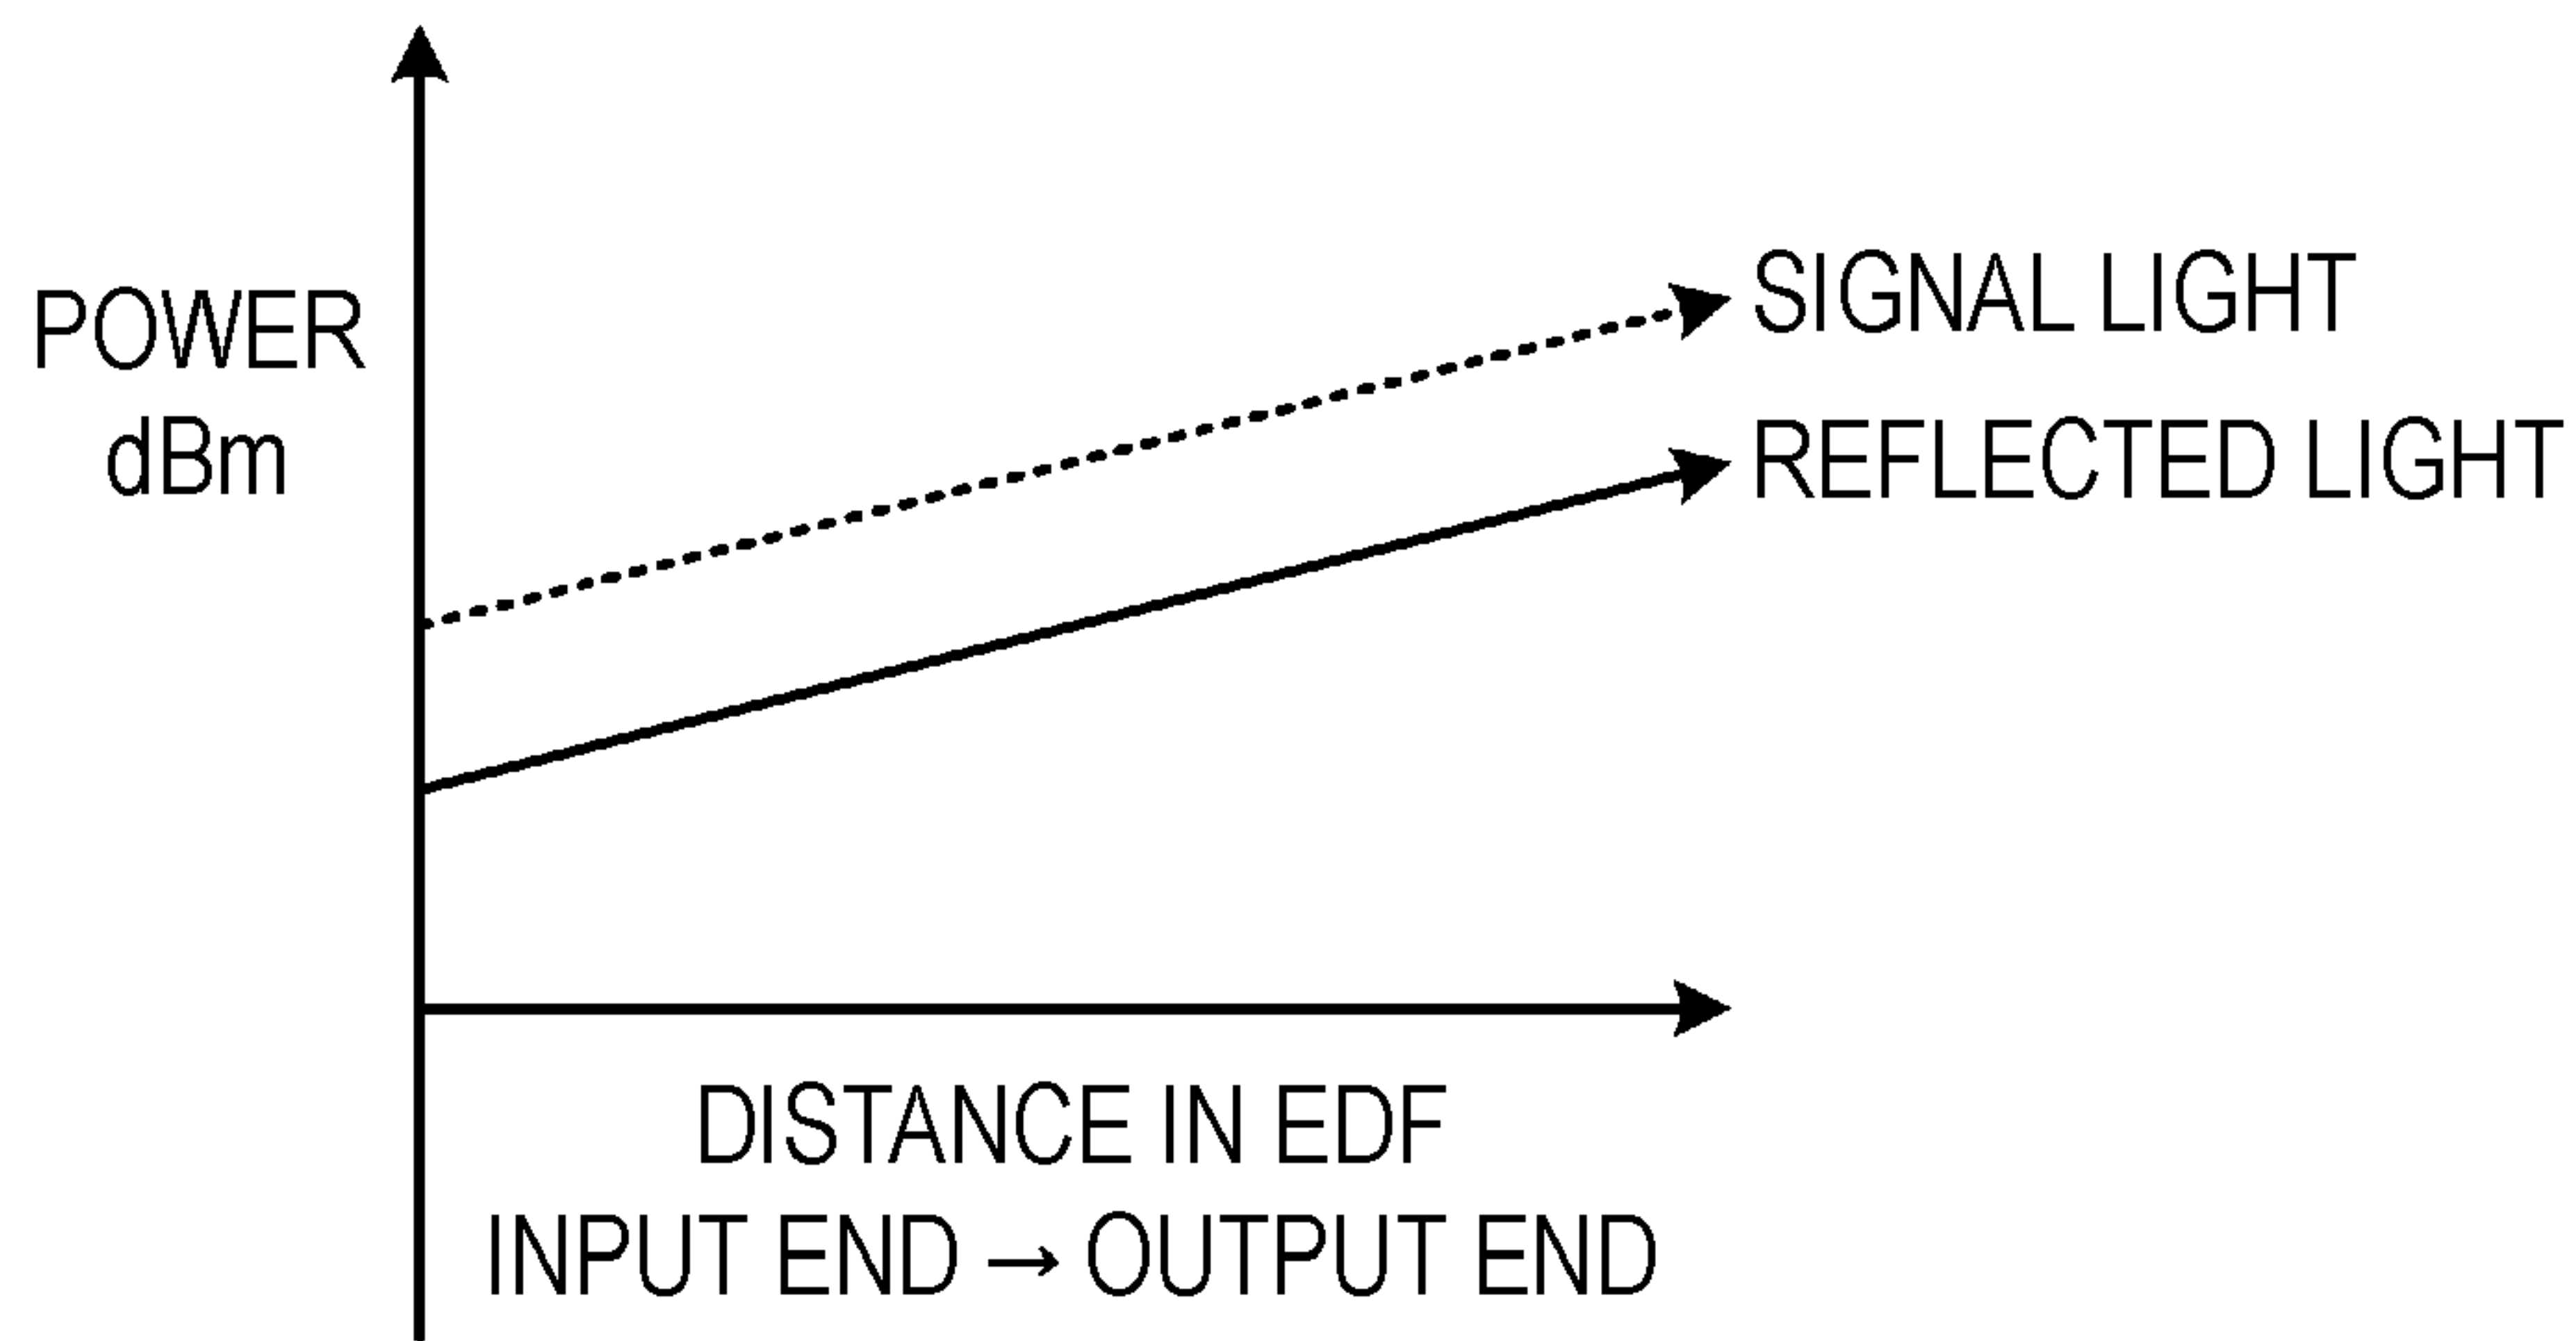 POWER
dBm
SIGNAL LIGHT
REFLECTED LIGHT
DISTANCE IN EDF
INPUT END → OUTPUT END